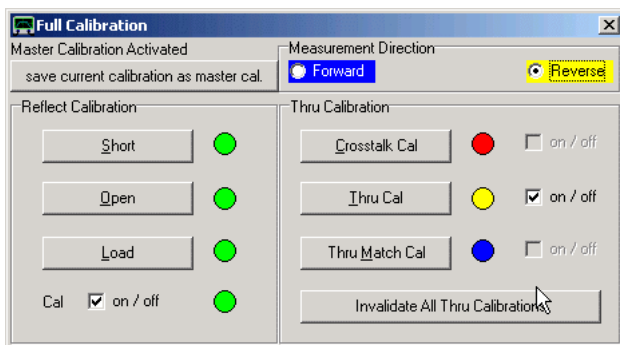 Full Calibration
Master Calibration Activated
save current calibration as master cal.
Measurement Direction
Forward
Reverse
Reflect Calibration
Short
Open
Load
Cal on / off
Thru Calibration
Crosstalk Cal on / off
Thru Cal on / off
Thru Match Cal on / off
Invalidate All Thru Calibrations